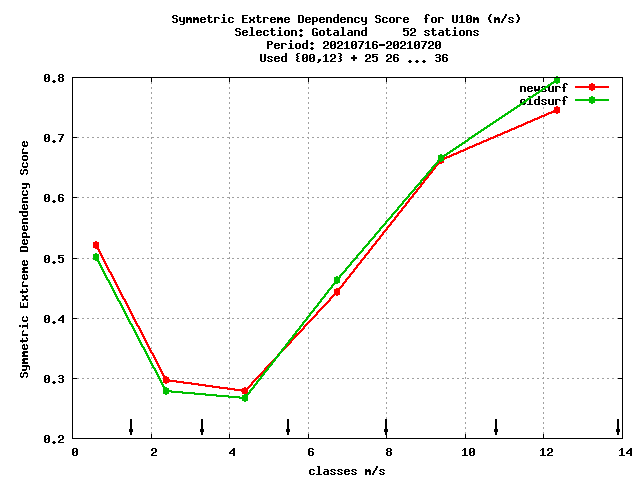 Symmetric Extreme Dependency Score  for U10m (m/s)
Selection: Gotaland     52 stations
Period: 20210716-20210720
Used {00,12} + 25 26 ... 36
newsurf
oldsurf
0.8
0.7
0.6
0.5
0.4
0.3
0.2
Symmetric Extreme Dependency Score
0 2 4 6 8 10 12 14
classes m/s